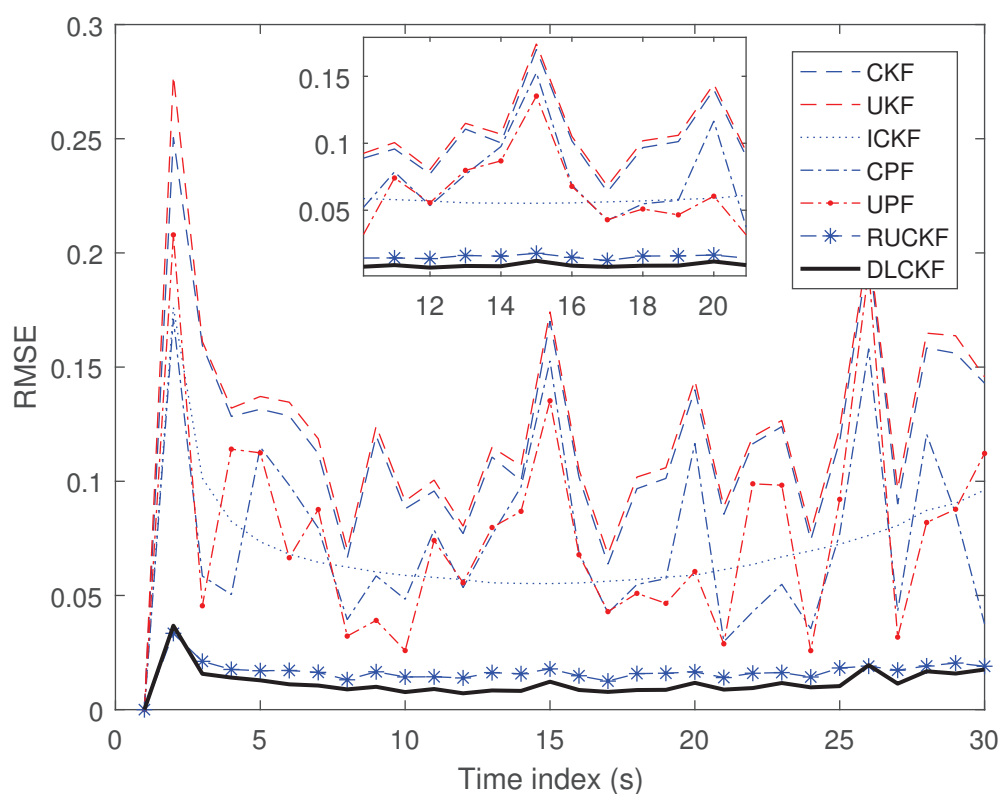 0.3
0.25
0.2
0.15
0.1
0.05
0
RMSE
0 5 10 15 20 25 30
Time index (s)
0.15
0.1
0.05
12 14 16 18 20
CKF
UKF
ICKF
CPF
UPF
RUCKF
DLCKF